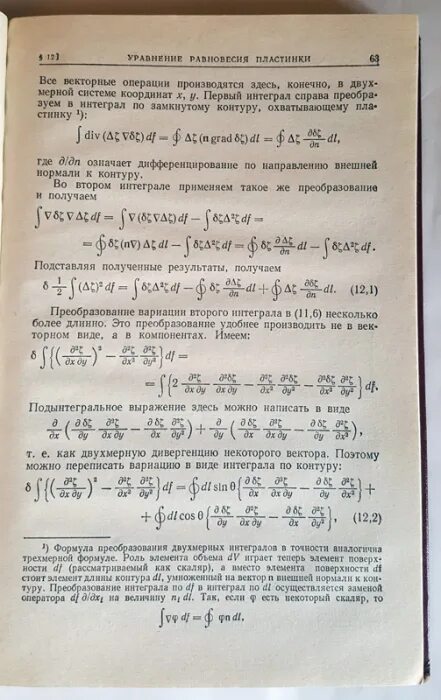 § 12] УРАВНЕНИЕ РАВНОВЕСИЯ ПЛАСТИНКИ 63
Все векторные операции производятся здесь, конечно, в двух-
мерной системе координат x, y. Первый интеграл справа преобра-
зуем в интеграл по замкнутому контуру, охватывающему пла-
стинку ¹):
∫ div (Δζ ∇δζ) df = ∮ Δζ (n grad δζ) dl = ∮ Δζ ∂δζ/∂n dl,
где ∂/∂n означает дифференцирование по направлению внешней
нормали к контуру.
Во втором интеграле применяем такое же преобразование
и получаем
∫ ∇δζ ∇Δζ df = ∫ ∇ (δζ ∇Δζ) df — ∫ δζ Δ²ζ df =
= ∮ δζ (n∇) Δζ dl — ∫ δζ Δ²ζ df = ∮ δζ ∂Δζ/∂n dl — ∫ δζ Δ²ζ df.
Подставляя полученные результаты, получаем
δ 1/2 ∫ (Δζ)² df = ∫ δζ Δ²ζ df — ∮ δζ ∂Δζ/∂n dl + ∮ Δζ ∂δζ/∂n dl. (12,1)
Преобразование вариации второго интеграла в (11,6) несколько
более длинно. Это преобразование удобнее производить не в век-
торном виде, а в компонентах. Имеем:
δ ∫ {(∂²ζ/∂x ∂y)² — ∂²ζ/∂x² ∂²ζ/∂y²} df =
= ∫ {2 ∂²ζ/∂x ∂y ∂²δζ/∂x ∂y — ∂²ζ/∂x² ∂²δζ/∂y² — ∂²δζ/∂x² ∂²ζ/∂y²} df.
Подынтегральное выражение здесь можно написать в виде
∂/∂x (∂δζ/∂y ∂²ζ/∂x ∂y — ∂δζ/∂x ∂²ζ/∂y²) + ∂/∂y (∂δζ/∂x ∂²ζ/∂x ∂y — ∂δζ/∂y ∂²ζ/∂x²),
т. е. как двухмерную дивергенцию некоторого вектора. Поэтому
можно переписать вариацию в виде интеграла по контуру:
δ ∫ {(∂²ζ/∂x ∂y)² — ∂²ζ/∂x² ∂²ζ/∂y²} df = ∮ dl sin θ {∂δζ/∂x ∂²ζ/∂x ∂y — ∂δζ/∂y ∂²ζ/∂x²} +
+ ∮ dl cos θ {∂δζ/∂y ∂²ζ/∂x ∂y — ∂δζ/∂x ∂²ζ/∂y²}, (12,2)
¹) Формула преобразования двухмерных интегралов в точности аналогична
трехмерной формуле. Роль элемента объема dV играет теперь элемент поверх-
ности df (рассматриваемый как скаляр), а вместо элемента поверхности df
стоит элемент длины контура dl, умноженный на вектор n внешней нормали к кон-
туру. Преобразование интеграла по df в интеграл по dl осуществляется заменой
оператора df ∂/∂xᵢ на величину nᵢ dl. Так, если φ есть некоторый скаляр, то
∫ ∇φ df = ∮ φn dl,